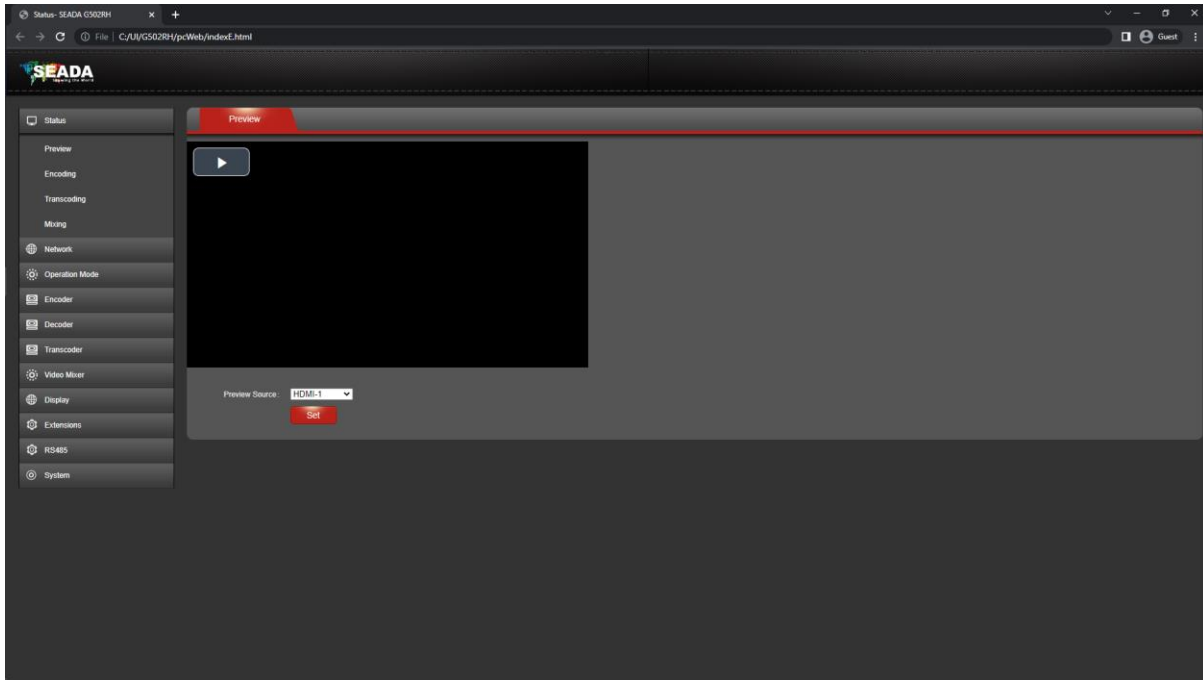 Status- SEADA G502RH
File | C:/UI/G502RH/pcWeb/indexE.html
Guest
SEADA
Status
Preview
Preview
Encoding
Transcoding
Mixing
Network
Operation Mode
Encoder
Decoder
Transcoder
Video Mixer
Preview Source: HDMI-1
Display
Set
Extensions
RS485
System